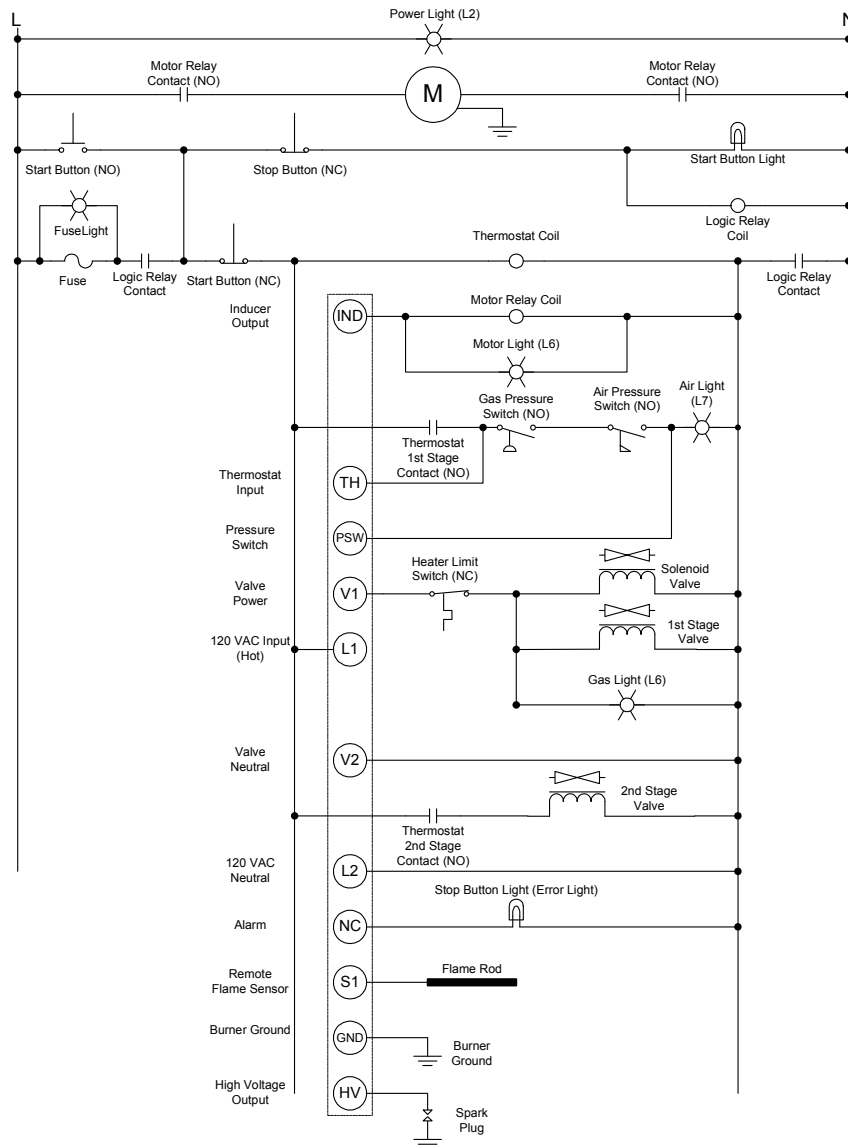 Power Light (L2)
L
N
Motor Relay
Contact (NO)
M
Motor Relay
Contact (NO)
Start Button (NO)
Stop Button (NC)
Start Button Light
FuseLight
Logic Relay
Coil
Thermostat Coil
Fuse
Logic Relay
Contact
Start Button (NC)
Logic Relay
Contact
Inducer
Output
IND
Motor Relay Coil
Motor Light (L6)
Gas Pressure
Switch (NO)
Air Pressure
Switch (NO)
Air Light
(L7)
Thermostat
1st Stage
Contact (NO)
Thermostat
Input
TH
Pressure
Switch
PSW
Valve
Power
V1
Heater Limit
Switch (NC)
Solenoid
Valve
120 VAC Input
(Hot)
L1
1st Stage
Valve
Gas Light (L6)
Valve
Neutral
V2
2nd Stage
Valve
Thermostat
2nd Stage
Contact (NO)
120 VAC
Neutral
L2
Stop Button Light (Error Light)
Alarm
NC
Remote
Flame Sensor
S1
Flame Rod
Burner Ground
GND
Burner
Ground
High Voltage
Output
HV
Spark
Plug